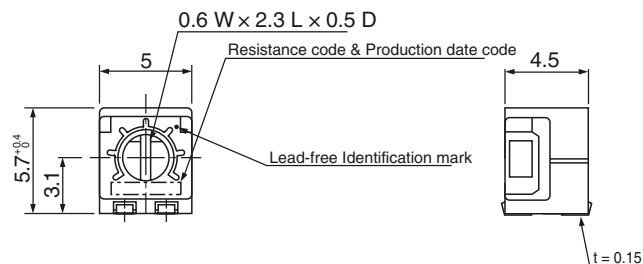 0.6 W × 2.3 L × 0.5 D
Resistance code & Production date code
5
4.5
5.7 +0.4 0
3.1
Lead-free Identification mark
t = 0.15